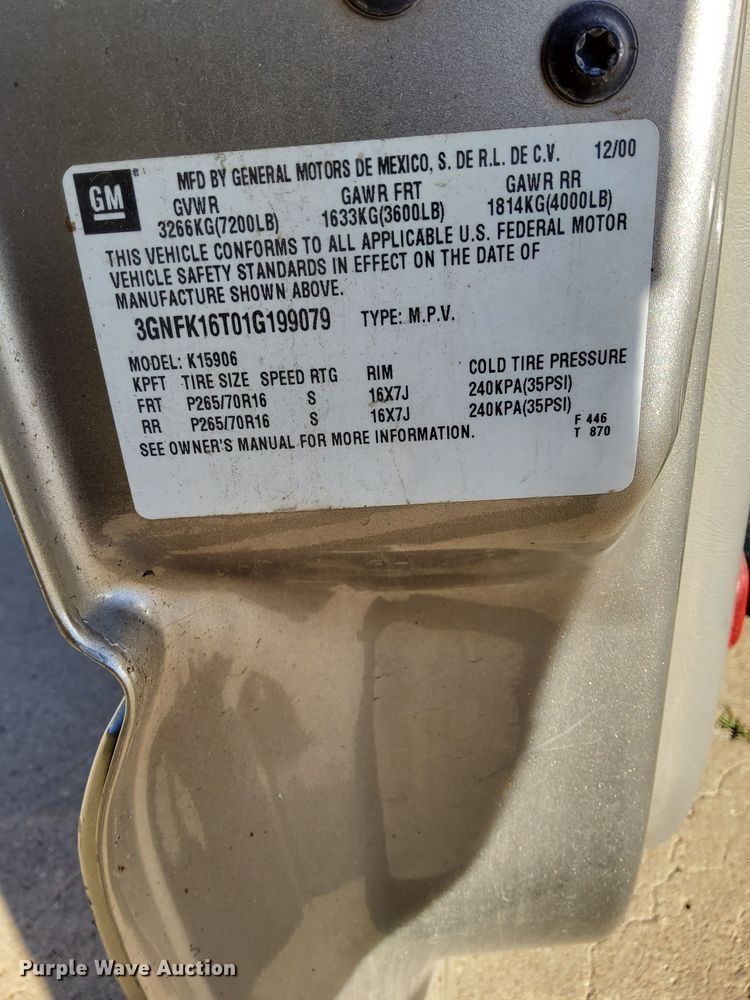 GM
MFD BY GENERAL MOTORS DE MEXICO, S. DE R.L. DE C.V. 12/00
GVWR GAWR FRT GAWR RR
3266KG(7200LB) 1633KG(3600LB) 1814KG(4000LB)
THIS VEHICLE CONFORMS TO ALL APPLICABLE U.S. FEDERAL MOTOR
VEHICLE SAFETY STANDARDS IN EFFECT ON THE DATE OF
MANUFACTURE SHOWN ABOVE.
3GNFK16T01G199079 TYPE: M.P.V.
MODEL: K15906
KPFT TIRE SIZE SPEED RTG RIM COLD TIRE PRESSURE
FRT P265/70R16 S 16X7J 240KPA(35PSI)
RR P265/70R16 S 16X7J 240KPA(35PSI)
SEE OWNER'S MANUAL FOR MORE INFORMATION.
F 446
T 870
Purple Wave Auction